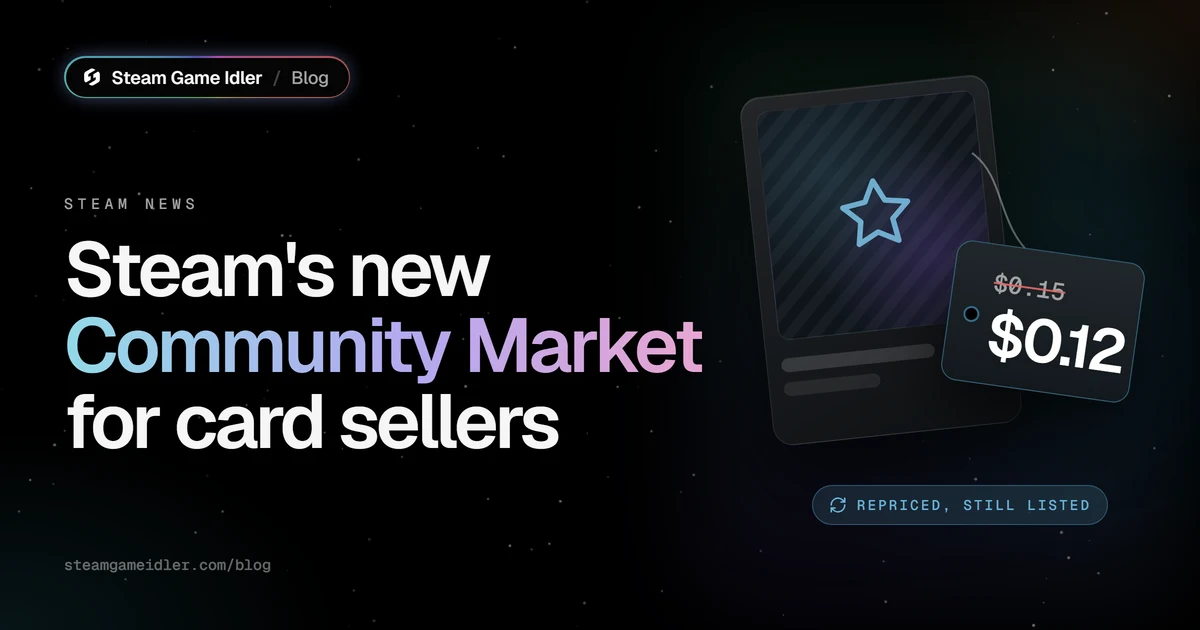 Steam Game Idler / Blog
STEAM NEWS
Steam's new
Community Market
for card sellers
$0.15
$0.12
REPRICED, STILL LISTED
steamgameidler.com/blog